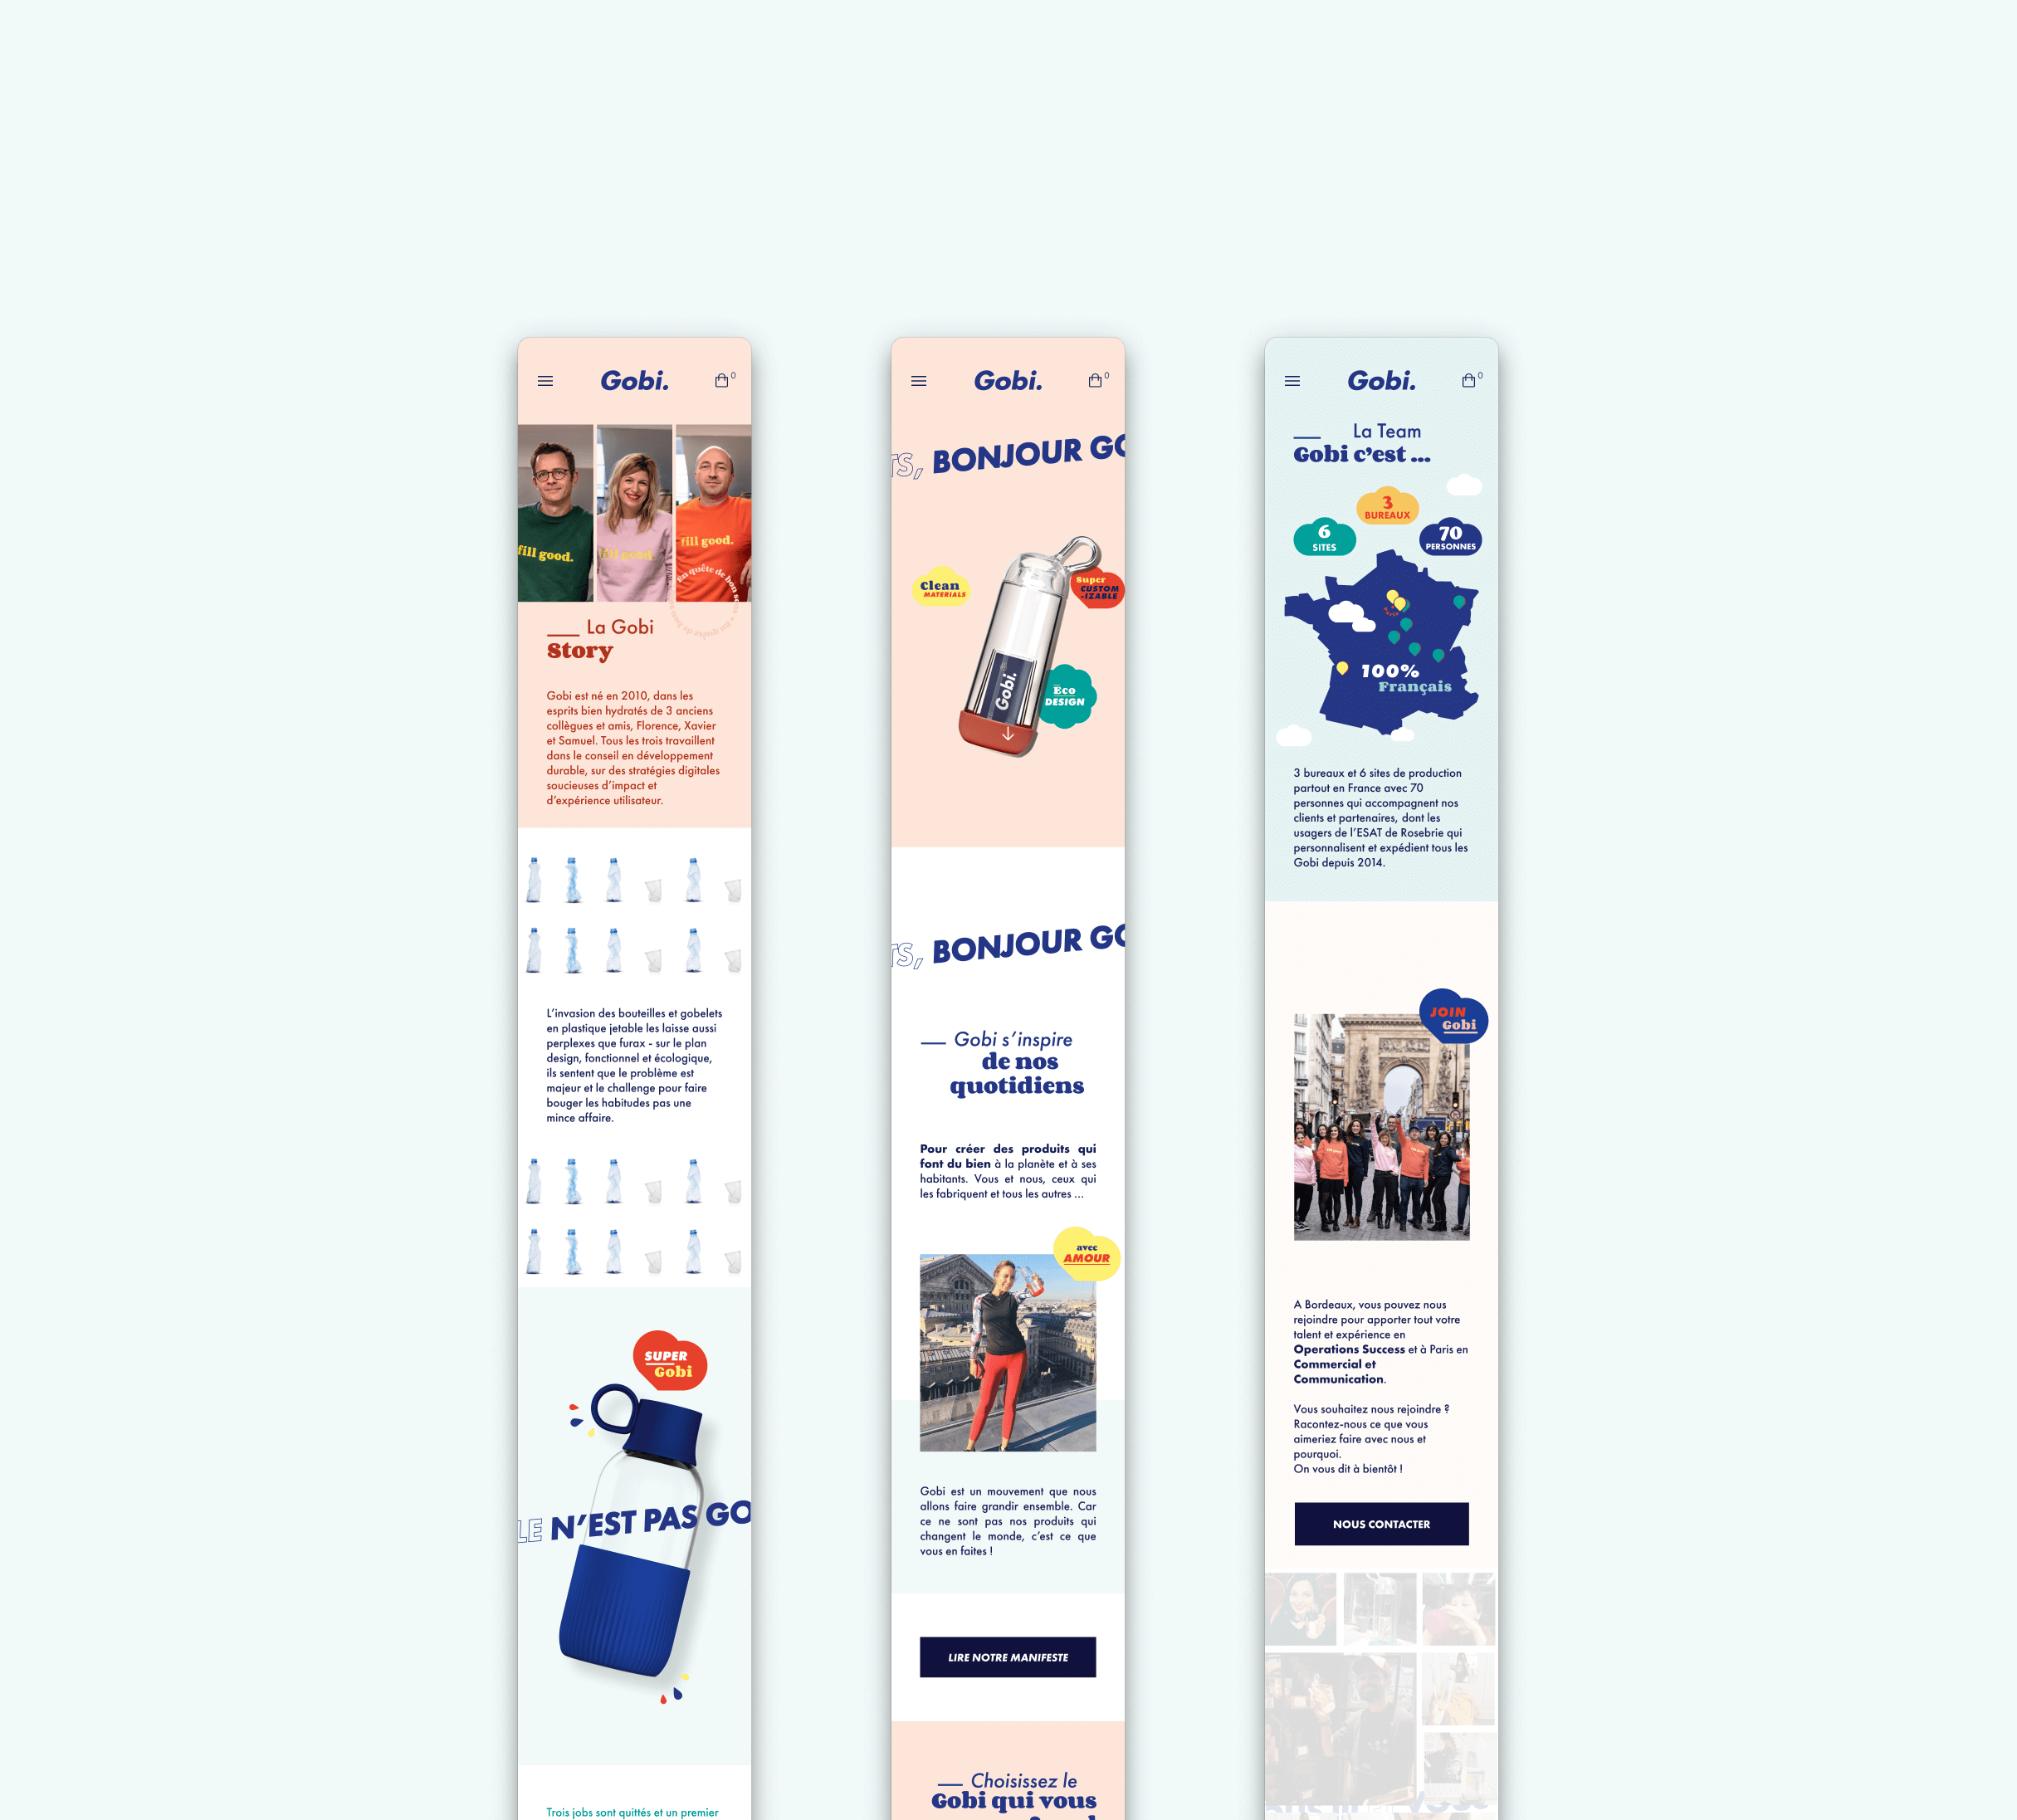 Gobi.
0
fill good.
fill good.
fill good.
En quête de bon sens • En quête de bon sens
La Gobi
Story
Gobi est né en 2010, dans les
esprits bien hydratés de 3 anciens
collègues et amis, Florence, Xavier
et Samuel. Tous les trois travaillent
dans le conseil en développement
durable, sur des stratégies digitales
soucieuses d'impact et
d'expérience utilisateur.
L'invasion des bouteilles et gobelets
en plastique jetable les laisse aussi
perplexes que furax - sur le plan
design, fonctionnel et écologique,
ils sentent que le problème est
majeur et le challenge pour faire
bouger les habitudes pas une
mince affaire.
SUPER
Gobi
LE N'EST PAS GO
Trois jobs sont quittés et un premier
Gobi.
0
TS, BONJOUR GO
Clean
MATERIALS
Super
CUSTOM
-IZABLE
Gobi.
Eco
DESIGN
TS, BONJOUR GO
Gobi s'inspire
de nos
quotidiens
Pour créer des produits qui
font du bien à la planète et à ses
habitants. Vous et nous, ceux qui
les fabriquent et tous les autres ...
avec
AMOUR
Gobi est un mouvement que nous
allons faire grandir ensemble. Car
ce ne sont pas nos produits qui
changent le monde, c'est ce que
vous en faites !
LIRE NOTRE MANIFESTE
Choisissez le
Gobi qui vous
Gobi.
0
La Team
Gobi c'est ...
3
BUREAUX
6
SITES
70
PERSONNES
100%
Français
3 bureaux et 6 sites de production
partout en France avec 70
personnes qui accompagnent nos
clients et partenaires, dont les
usagers de l'ESAT de Rosebrie qui
personnalisent et expédient tous les
Gobi depuis 2014.
JOIN
Gobi
A Bordeaux, vous pouvez nous
rejoindre pour apporter tout votre
talent et expérience en
Operations Success et à Paris en
Commercial et
Communication.
Vous souhaitez nous rejoindre ?
Racontez-nous ce que vous
aimeriez faire avec nous et
pourquoi.
On vous dit à bientôt !
NOUS CONTACTER